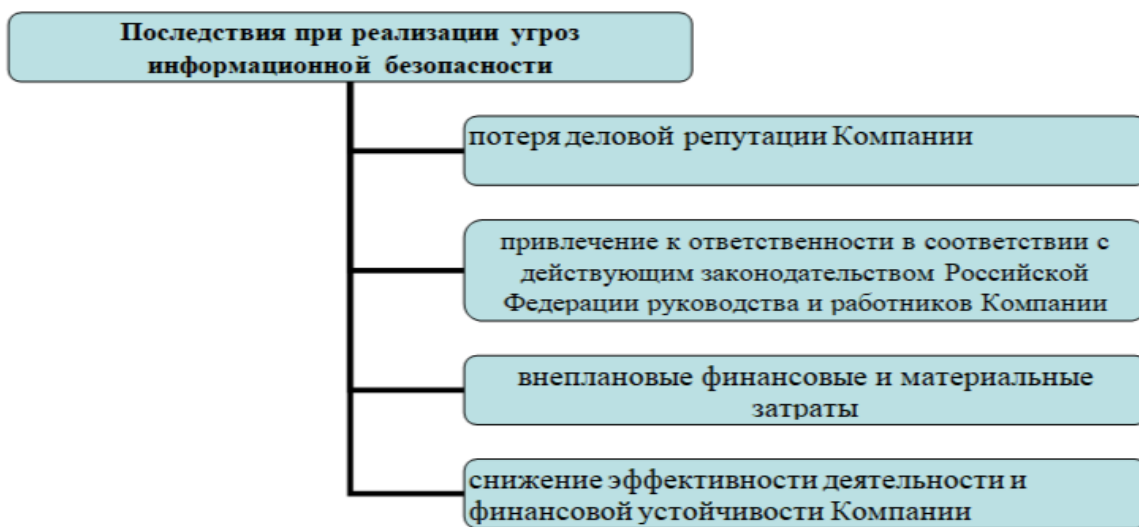 Последствия при реализации угроз
информационной безопасности
потеря деловой репутации Компании
привлечение к ответственности в соответствии с
действующим законодательством Российской
Федерации руководства и работников Компании
внеплановые финансовые и материальные
затраты
снижение эффективности деятельности и
финансовой устойчивости Компании